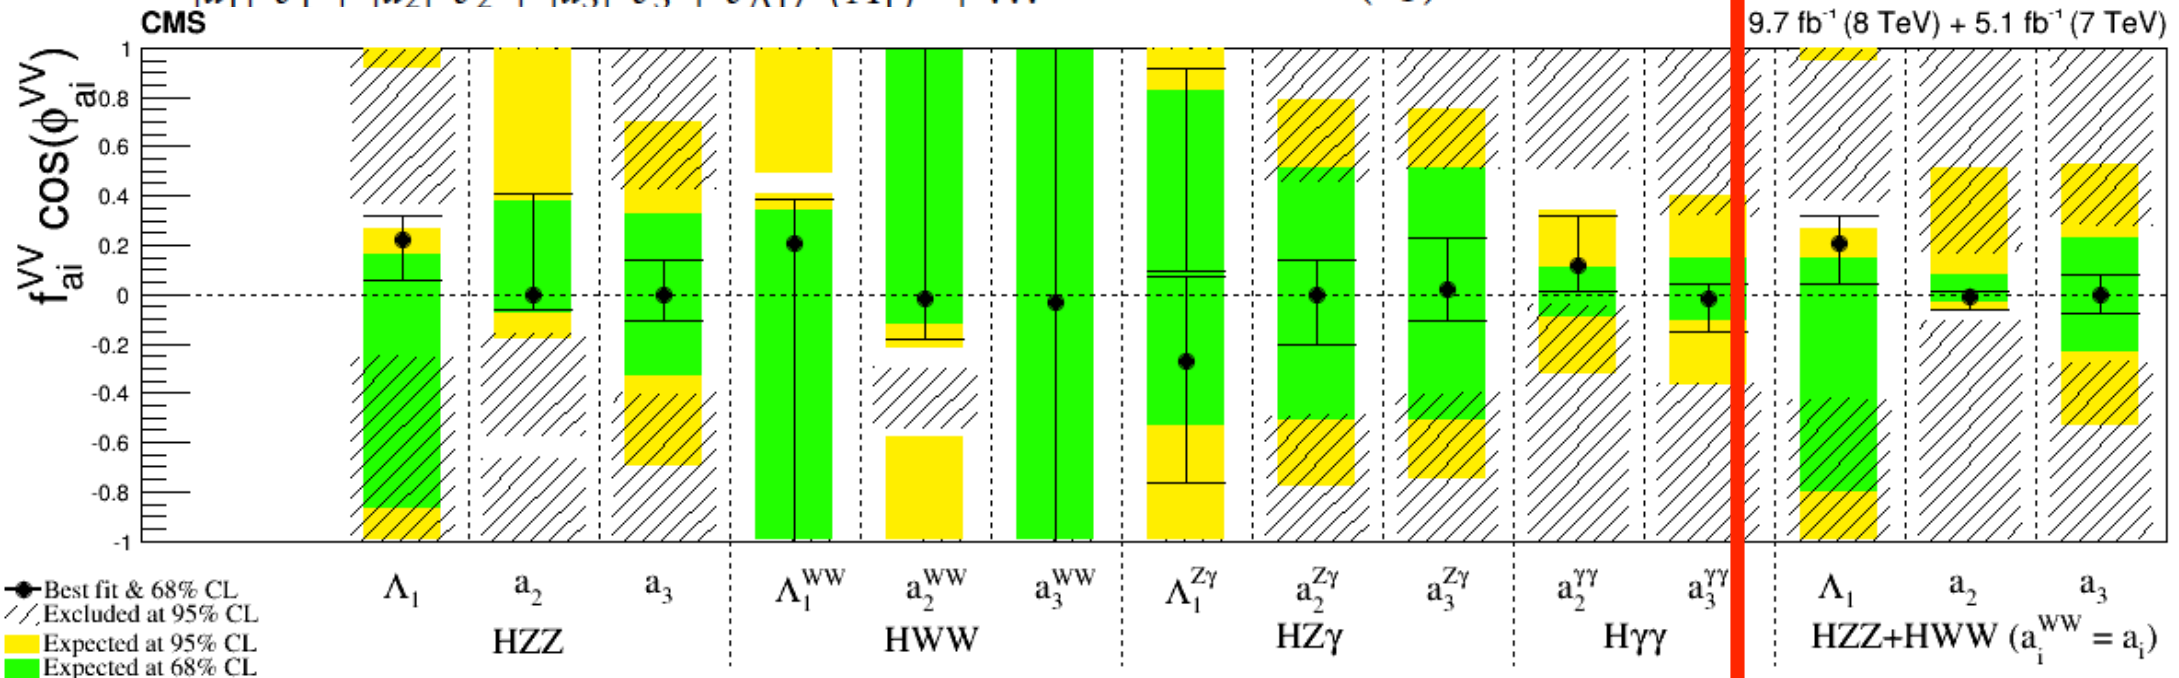 CMS
9.7 fb⁻¹ (8 TeV) + 5.1 fb⁻¹ (7 TeV)
f_ai^VV cos(φ_ai^VV)
1
0.8
0.6
0.4
0.2
0
-0.2
-0.4
-0.6
-0.8
-1
Λ₁ a₂ a₃ Λ₁^WW a₂^WW a₃^WW Λ₁^Zγ a₂^Zγ a₃^Zγ a₂^γγ a₃^γγ Λ₁ a₂ a₃
HZZ HWW HZγ Hγγ HZZ+HWW (a_i^WW = a_i)
Best fit & 68% CL
Excluded at 95% CL
Expected at 95% CL
Expected at 68% CL